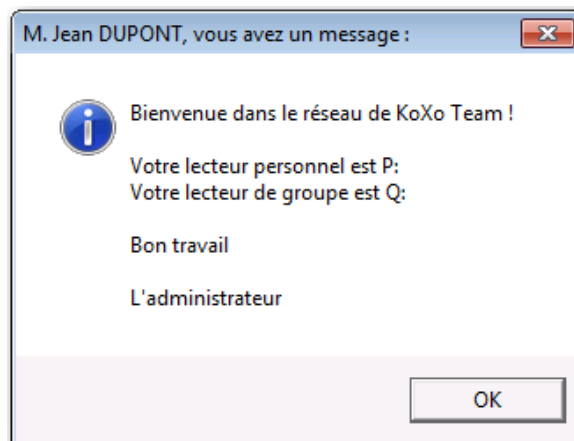 M. Jean DUPONT, vous avez un message :
Bienvenue dans le réseau de KoXo Team !
Votre lecteur personnel est P:
Votre lecteur de groupe est Q:
Bon travail
L'administrateur
OK